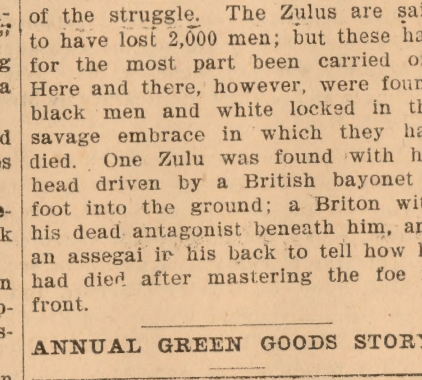 of the struggle. The Zulus are sai
to have lost 2,000 men; but these ha
for the most part been carried o
Here and there, however, were foun
black men and white locked in th
savage embrace in which they ha
died. One Zulu was found with h
head driven by a British bayonet
foot into the ground; a Briton wit
his dead antagonist beneath him, an
an assegai in his back to tell how h
had died after mastering the foe
front.
ANNUAL GREEN GOODS STORY